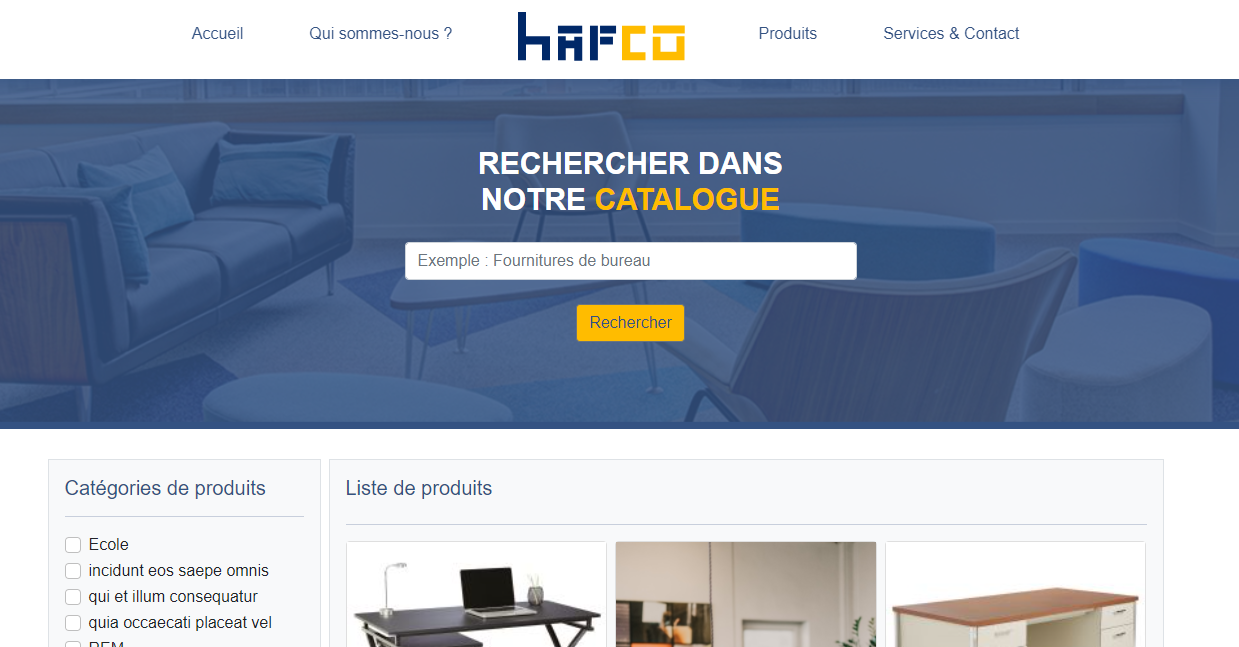 Accueil
Qui sommes-nous ?
hAFCO
Produits
Services & Contact
RECHERCHER DANS
NOTRE CATALOGUE
Exemple : Fournitures de bureau
Rechercher
Catégories de produits
Ecole
incidunt eos saepe omnis
qui et illum consequatur
quia occaecati placeat vel
Liste de produits